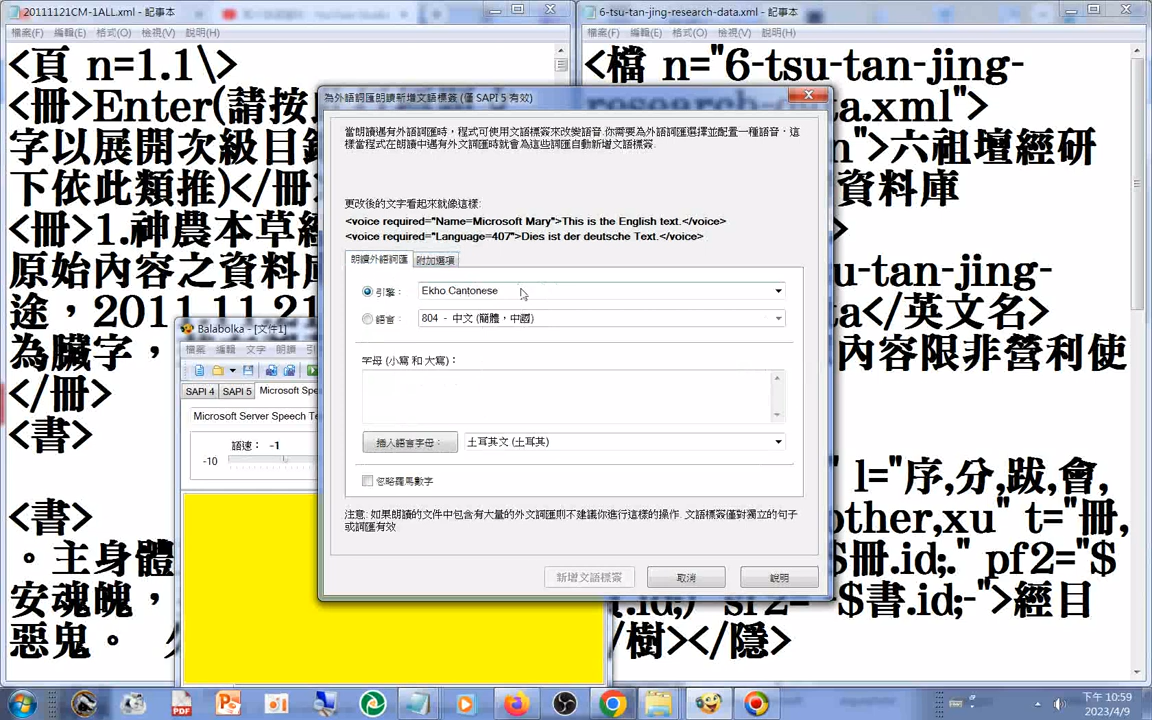 20111121CM-1ALL.xml - 記事本
檔案(F) 編輯(E) 格式(O) 檢視(V) 說明(H)
<頁 n=1.1\>
<冊>Enter(請按
字以展開次級目錄
下依此類推)</冊>
<冊>1.神農本草經
原始內容之資料庫
途，2011.11.21
為臟字，
</冊>
<書>
<書>
。主身體
安魂魄，
惡鬼。
6-tsu-tan-jing-research-data.xml - 記事本
檔案(F) 編輯(E) 格式(O) 檢視(V) 說明(H)
<檔 n="6-tsu-tan-jing-
research-data.xml">
n">六祖壇經研
資料庫
tsu-tan-jing-
ta</英文名>
內容限非營利使
" l="序,分,跋,會,
other,xu" t="冊,
$冊.id;." pf2="$
.id;) sf2="-$書.id;-">經目
/樹></隱>
為外語詞匯朗讀新增文語標簽 (僅 SAPI 5 有效)
當朗讀遇有外語詞匯時，程式可使用文語標簽來改變語音.你需要為外語詞匯選擇並配置一種語音，這
樣當程式在朗讀中遇有外文詞匯時就會為這些詞匯自動新增文語標簽.
更改後的文字看起來就像這樣:
<voice required="Name=Microsoft Mary">This is the English text.</voice>
<voice required="Language=407">Dies ist der deutsche Text.</voice>
朗讀外語詞匯 附加選項
引擎： Ekho Cantonese
語言： 804 - 中文 (簡體，中國)
字母 (小寫 和 大寫)：
插入語言字母： 土耳其文 (土耳其)
忽略羅馬數字
注意: 如果朗讀的文件中包含有大量的外文詞匯則不建議你進行這樣的操作. 文語標簽僅對獨立的句子
或詞匯有效
新增文語標簽 取消 說明
Balabolka - [文件1]
檔案 編輯 文字 朗讀
SAPI 4 SAPI 5 Microsoft Spe
Microsoft Server Speech Te
語速： -1
-10
下午 10:59
2023/4/9